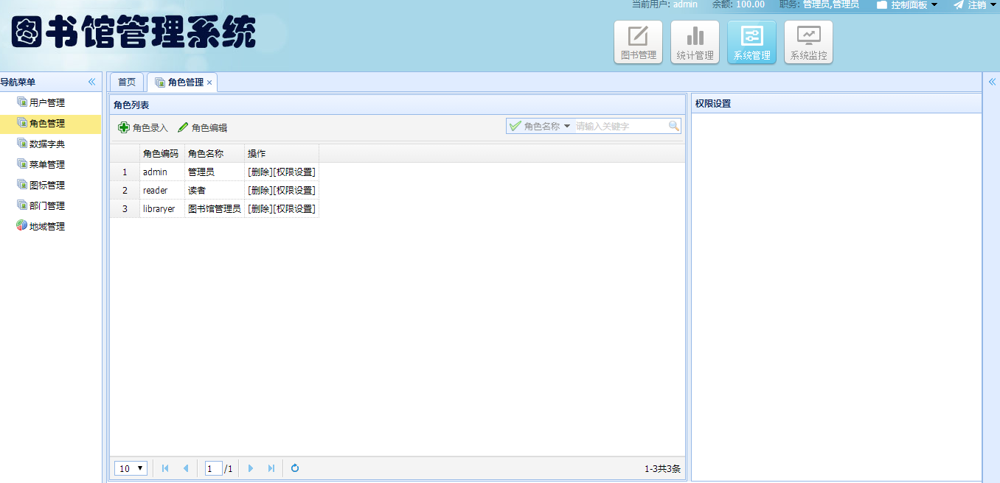 当前用户: admin 余额: 100.00 职务: 管理员,管理员 控制面板 注销
图书馆管理系统
图书管理 统计管理 系统管理 系统监控
导航菜单
用户管理
角色管理
数据字典
菜单管理
图标管理
部门管理
地域管理
首页 角色管理 ×
角色列表
角色录入 角色编辑 角色名称 请输入关键字
角色编码 角色名称 操作
1 admin 管理员 [删除][权限设置]
2 reader 读者 [删除][权限设置]
3 libraryer 图书馆管理员 [删除][权限设置]
10 1 /1 1-3共3条
权限设置